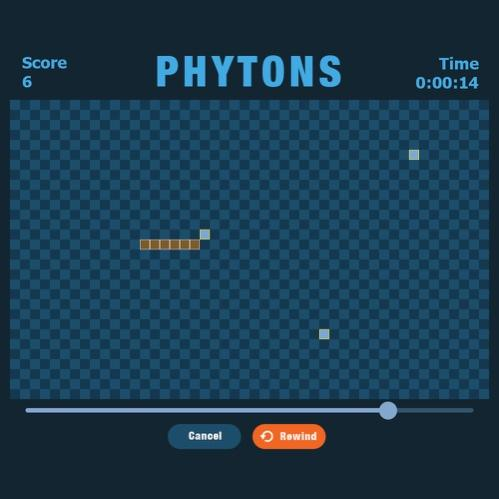 Score
6
PHYTONS
Time
0:00:14
Cancel
Rewind